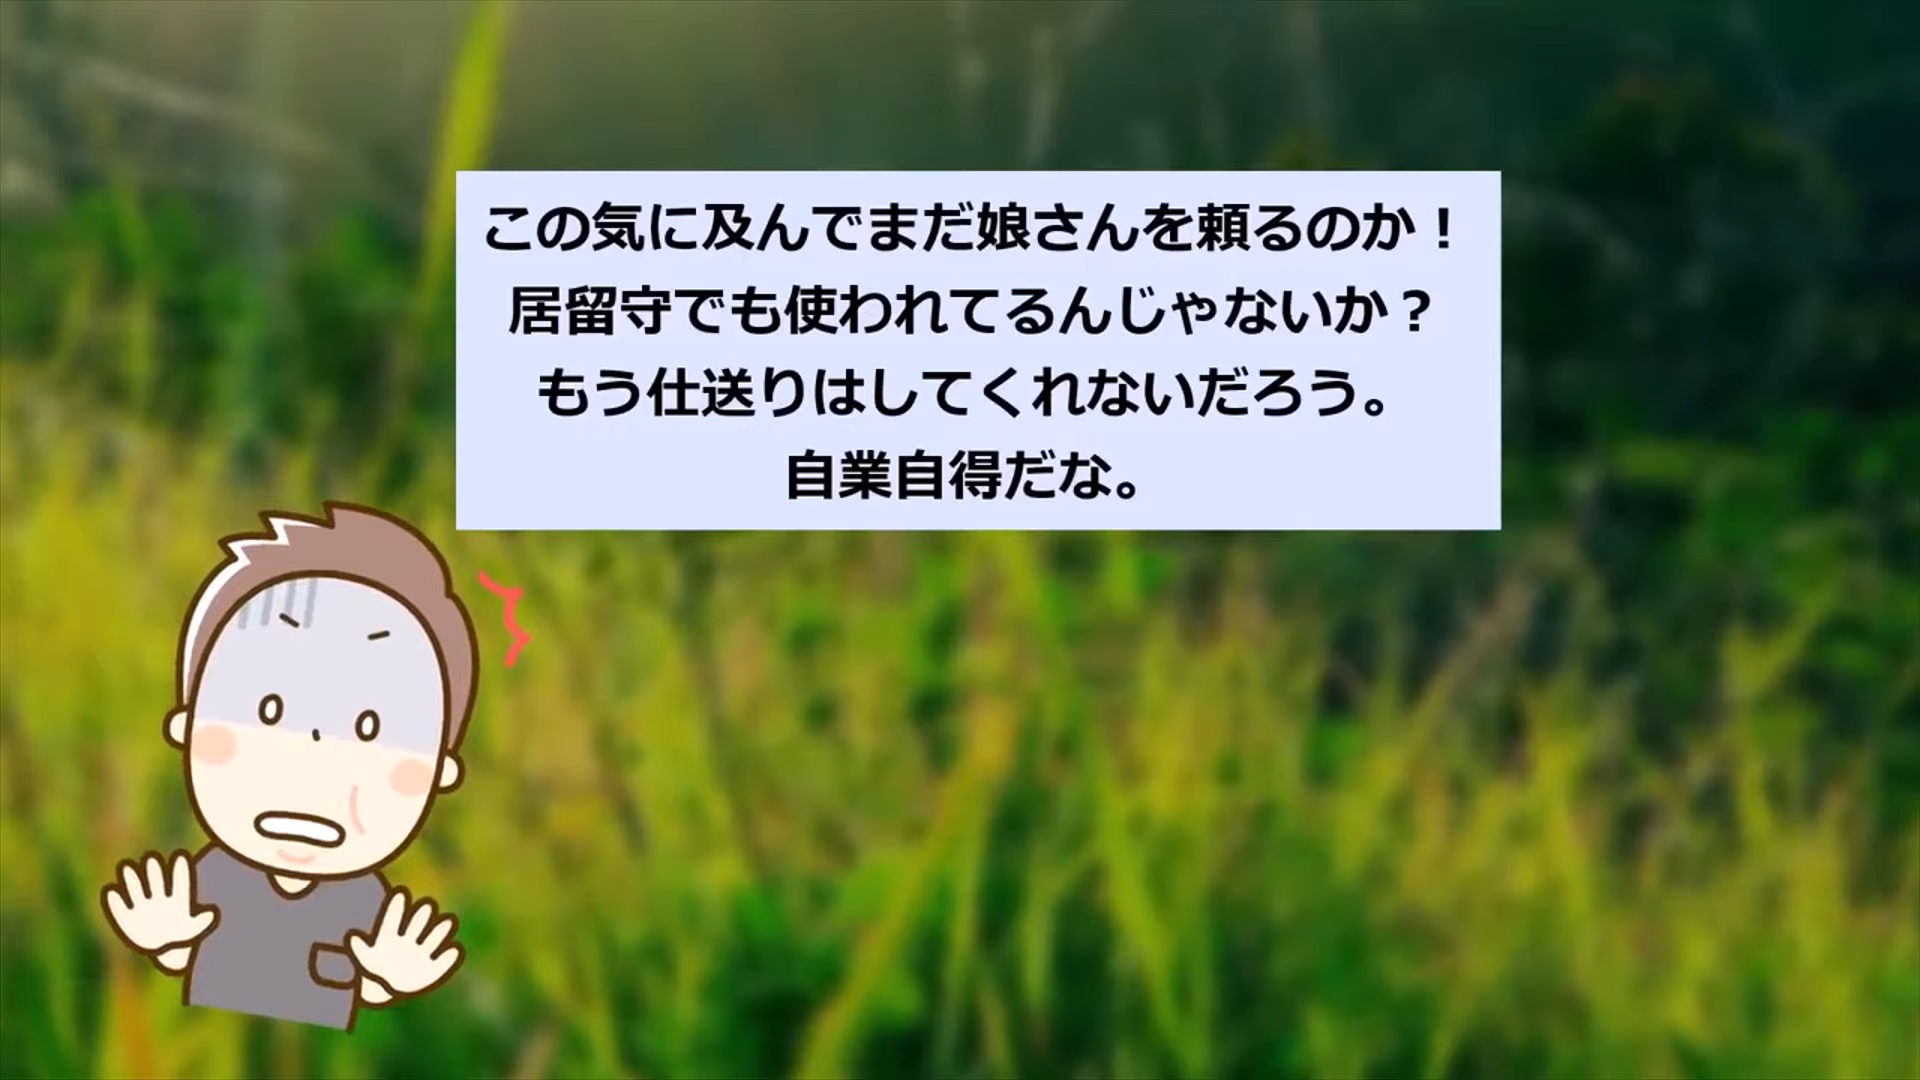 この気に及んでまだ娘さんを頼るのか！
居留守でも使われてるんじゃないか？
もう仕送りはしてくれないだろう。
自業自得だな。